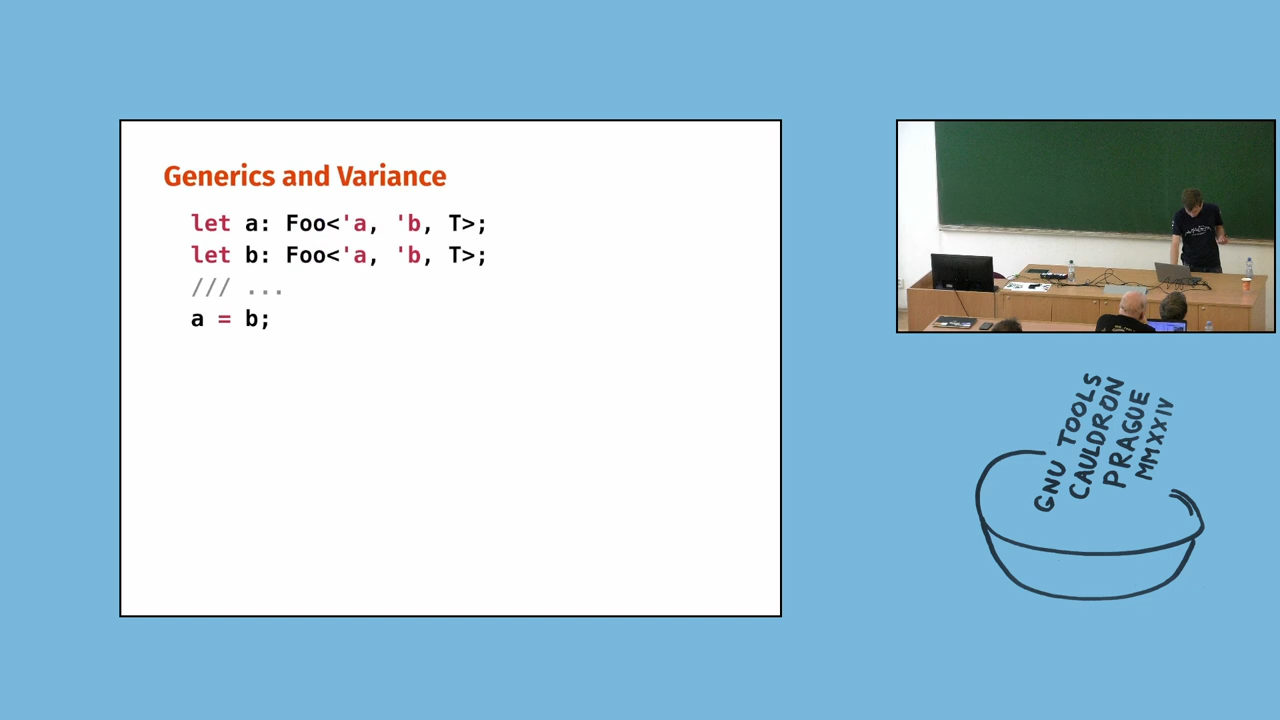 Generics and Variance
let a: Foo<'a, 'b, T>;
let b: Foo<'a, 'b, T>;
/// ...
a = b;
GNU TOOLS
CAULDRON
PRAGUE
MMXXIV